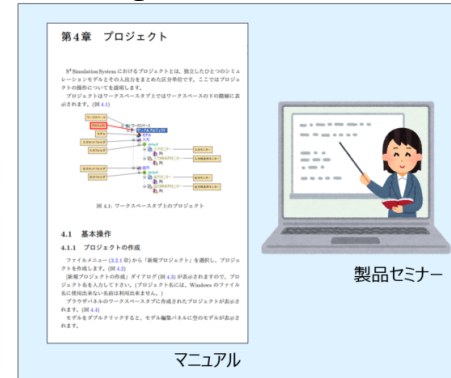 第4章 プロジェクト
S⁴ Simulation System におけるプロジェクトとは、独立したひとつのシミュ
レーションモデルとその入出力をまとめた区分単位です。ここではプロジェ
クトの操作についてを説明します。
プロジェクトはワークスペースタブ上ではワークスペースの下の階層に表
示されます。(図 4.1)
図 4.1: ワークスペースタブ上のプロジェクト
4.1 基本操作
4.1.1 プロジェクトの作成
ファイルメニュー (3.2.1 章) から「新規プロジェクト」を選択し、プロジェ
クトを作成します。(図 4.2)
[新規プロジェクトの作成」ダイアログ (図 4.3) が表示されますので、プロ
ジェクト名を入力して下さい。(プロジェクト名には、Windows のファイル
名に使用出来ない名前は利用出来ません。)
ブラウザパネルのワークスペースタブに作成されたプロジェクトが表示さ
れます。(図 4.4)
モデルをダブルクリックすると、モデル編集パネルに空のモデルが表示さ
れます。
マニュアル
製品セミナー